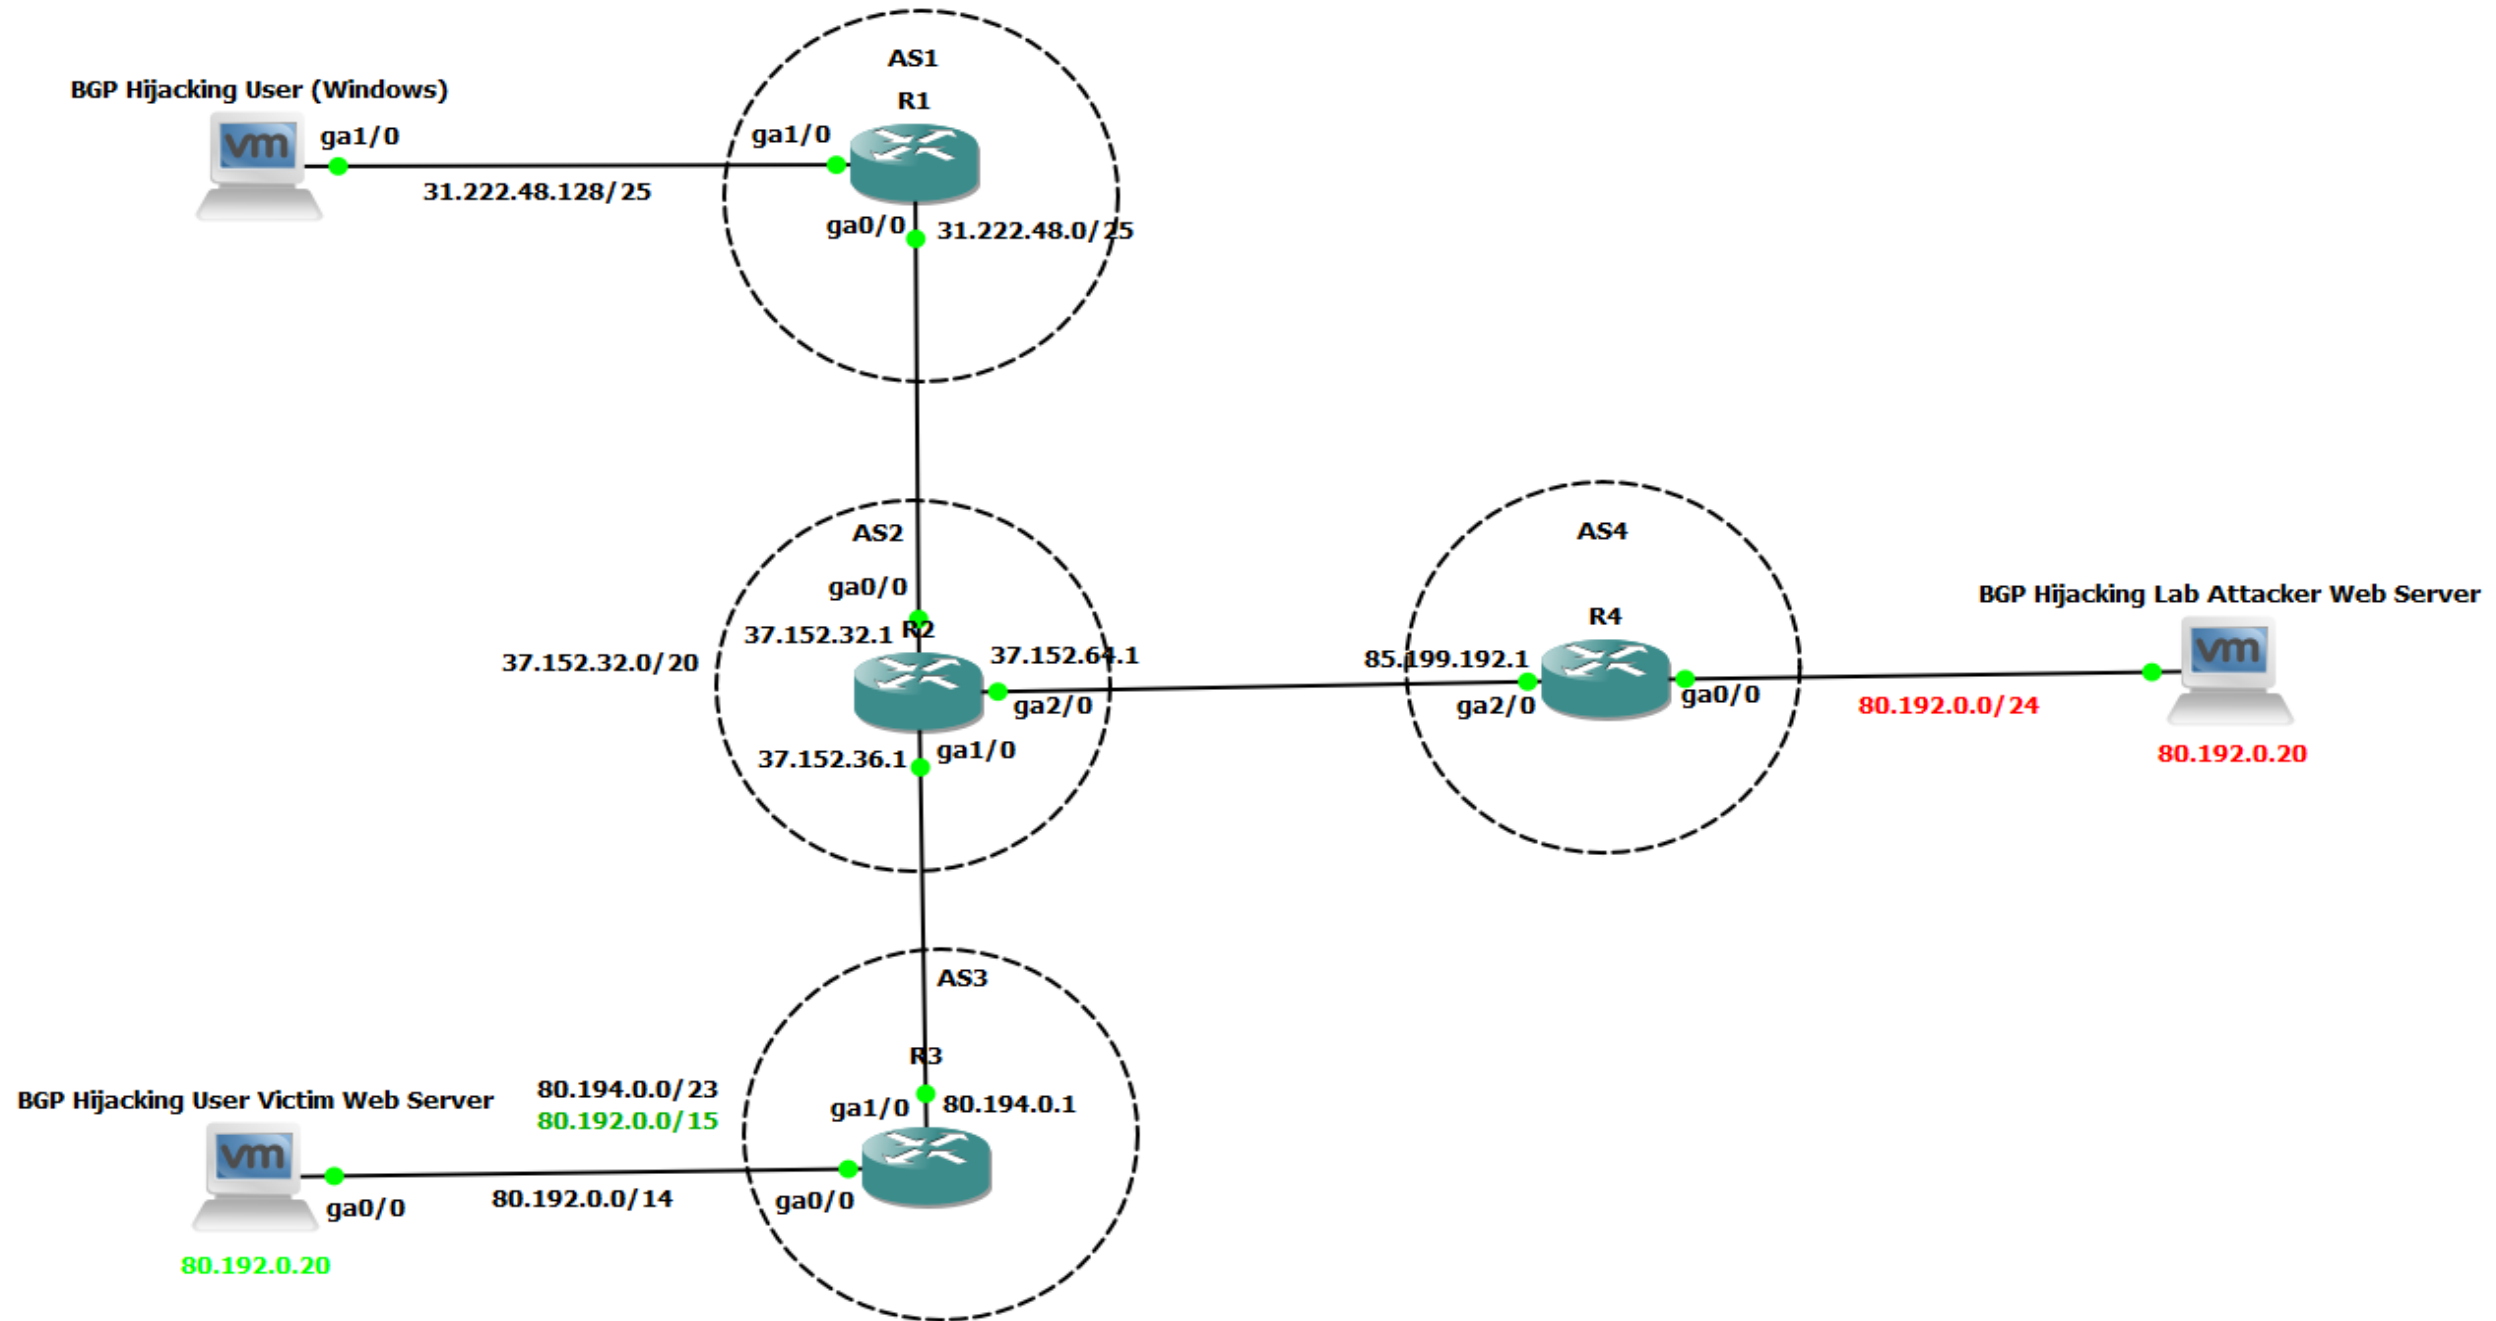 AS1
R1
BGP Hijacking User (Windows)
vm
ga1/0
ga1/0
31.222.48.128/25
ga0/0
31.222.48.0/25
AS2
ga0/0
37.152.32.1
R2
37.152.32.0/20
37.152.64.1
ga2/0
37.152.36.1
ga1/0
AS4
R4
85.199.192.1
ga2/0
ga0/0
80.192.0.0/24
BGP Hijacking Lab Attacker Web Server
vm
80.192.0.20
AS3
R3
ga1/0
80.194.0.1
80.194.0.0/23
80.192.0.0/15
BGP Hijacking User Victim Web Server
vm
ga0/0
80.192.0.0/14
ga0/0
80.192.0.20